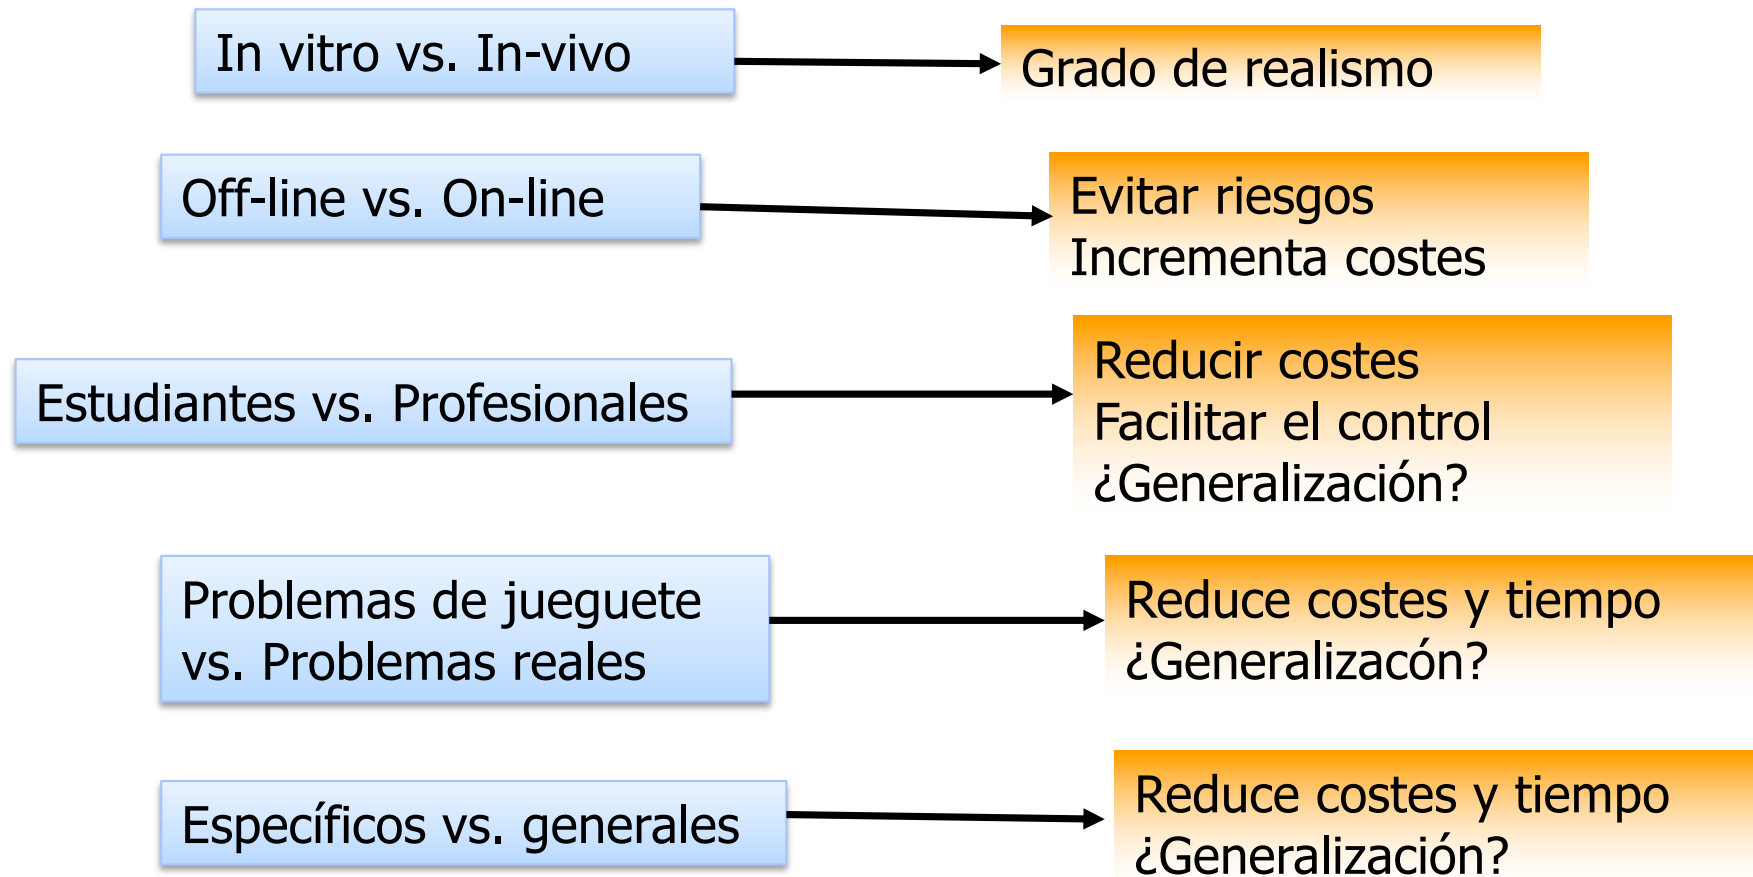 In vitro vs. In-vivo
Grado de realismo
Off-line vs. On-line
Evitar riesgos
Incrementa costes
Estudiantes vs. Profesionales
Reducir costes
Facilitar el control
¿Generalización?
Problemas de jueguete
vs. Problemas reales
Reduce costes y tiempo
¿Generalizacón?
Específicos vs. generales
Reduce costes y tiempo
¿Generalización?